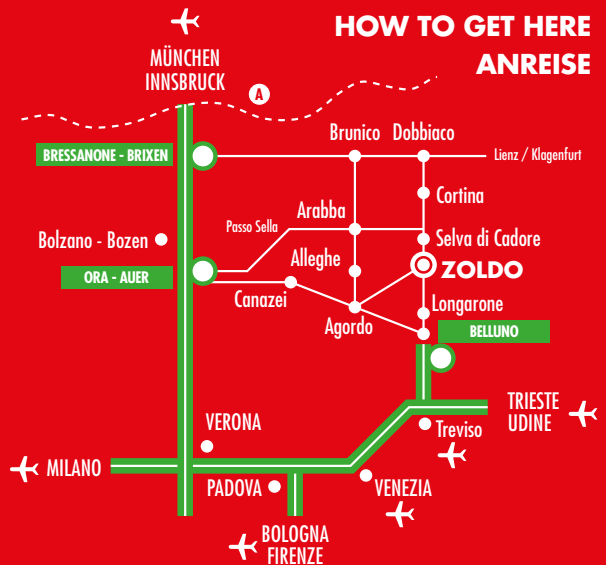 HOW TO GET HERE
ANREISE
MÜNCHEN
INNSBRUCK
A
BRESSANONE - BRIXEN
Brunico
Dobbiaco
Lienz / Klagenfurt
Cortina
Arabba
Passo Sella
Bolzano - Bozen
Selva di Cadore
Alleghe
ZOLDO
ORA - AUER
Canazei
Agordo
Longarone
BELLUNO
TRIESTE
UDINE
VERONA
Treviso
MILANO
PADOVA
VENEZIA
BOLOGNA
FIRENZE